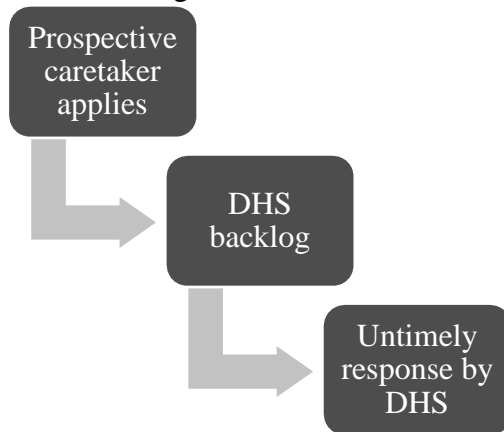 Prospective
caretaker
applies
DHS
backlog
Untimely
response by
DHS